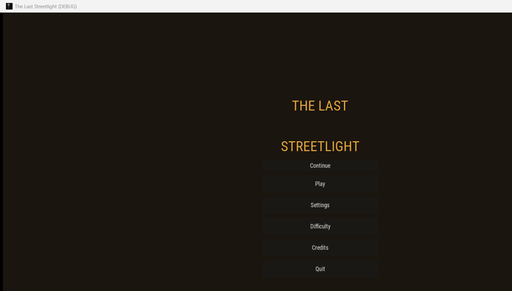 The Last Streetlight (DEBUG)
THE LAST
STREETLIGHT
Continue
Play
Settings
Difficulty
Credits
Quit